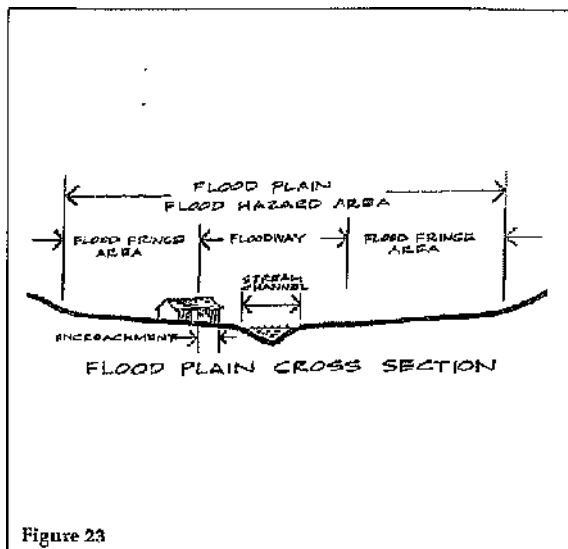 FLOOD PLAIN
FLOOD HAZARD AREA
FLOOD FRINGE AREA
FLOODWAY
FLOOD FRINGE AREA
STREAM CHANNEL
ENCROACHMENT
FLOOD PLAIN CROSS SECTION
Figure 23